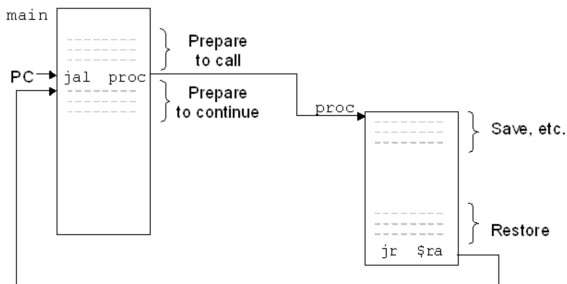 main
Prepare
to call
PC
jal proc
Prepare
to continue
proc
Save, etc.
Restore
jr $ra